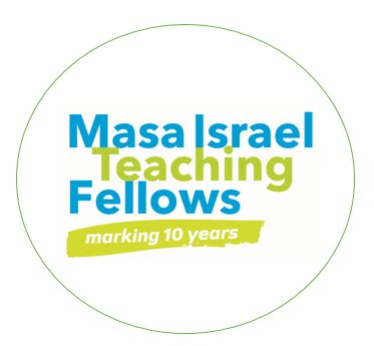 Masa Israel
Teaching
Fellows
marking 10 years